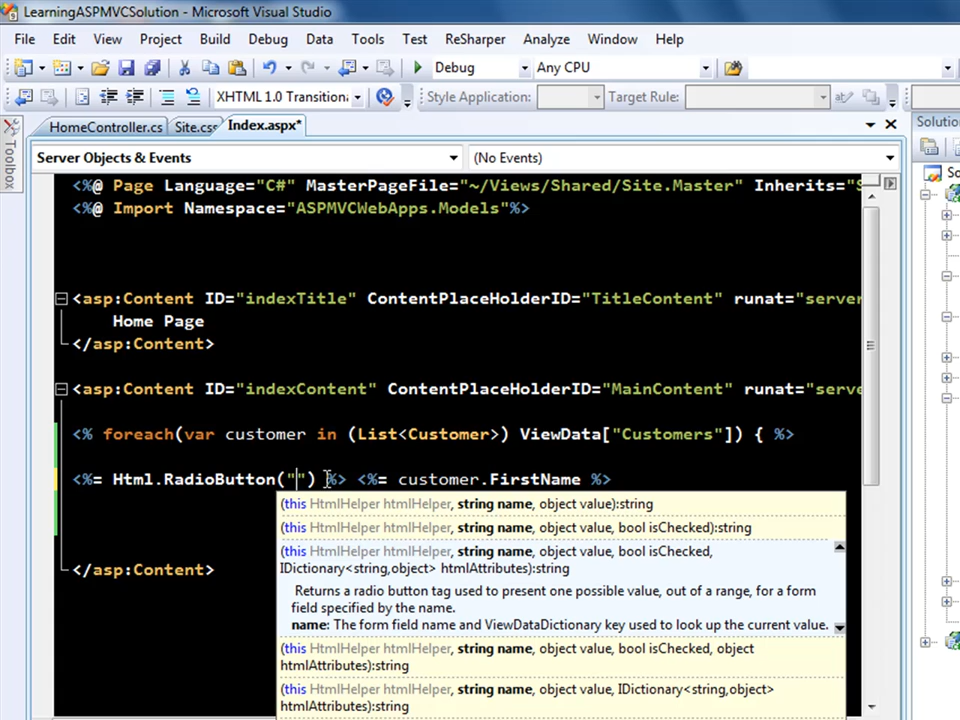 LearningASPMVCSolution - Microsoft Visual Studio
File Edit View Project Build Debug Data Tools Test ReSharper Analyze Window Help
Debug Any CPU
XHTML 1.0 Transition Style Application: Target Rule:
HomeController.cs Site.css Index.aspx* Solutio
Toolbox
Server Objects & Events (No Events)
<%@ Page Language="C#" MasterPageFile="~/Views/Shared/Site.Master" Inherits="S
<%@ Import Namespace="ASPMVCWebApps.Models"%>
So
<asp:Content ID="indexTitle" ContentPlaceHolderID="TitleContent" runat="server
Home Page
</asp:Content>
<asp:Content ID="indexContent" ContentPlaceHolderID="MainContent" runat="serve
<% foreach(var customer in (List<Customer>) ViewData["Customers"]) { %>
<%= Html.RadioButton("") %> <%= customer.FirstName %>
(this HtmlHelper htmlHelper, string name, object value):string
(this HtmlHelper htmlHelper, string name, object value, bool isChecked):string
(this HtmlHelper htmlHelper, string name, object value, bool isChecked,
IDictionary<string,object> htmlAttributes):string
Returns a radio button tag used to present one possible value, out of a range, for a form
field specified by the name.
name: The form field name and ViewDataDictionary key used to look up the current value.
(this HtmlHelper htmlHelper, string name, object value, bool isChecked, object
htmlAttributes):string
(this HtmlHelper htmlHelper, string name, object value, IDictionary<string,object>
htmlAttributes):string
</asp:Content>